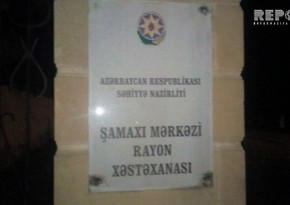 REPO
AZƏRBAYCAN RESPUBLİKASI
SƏHİYYƏ NAZİRLİYİ
ŞAMAXI MƏRKƏZİ
RAYON
XƏSTƏXANASI